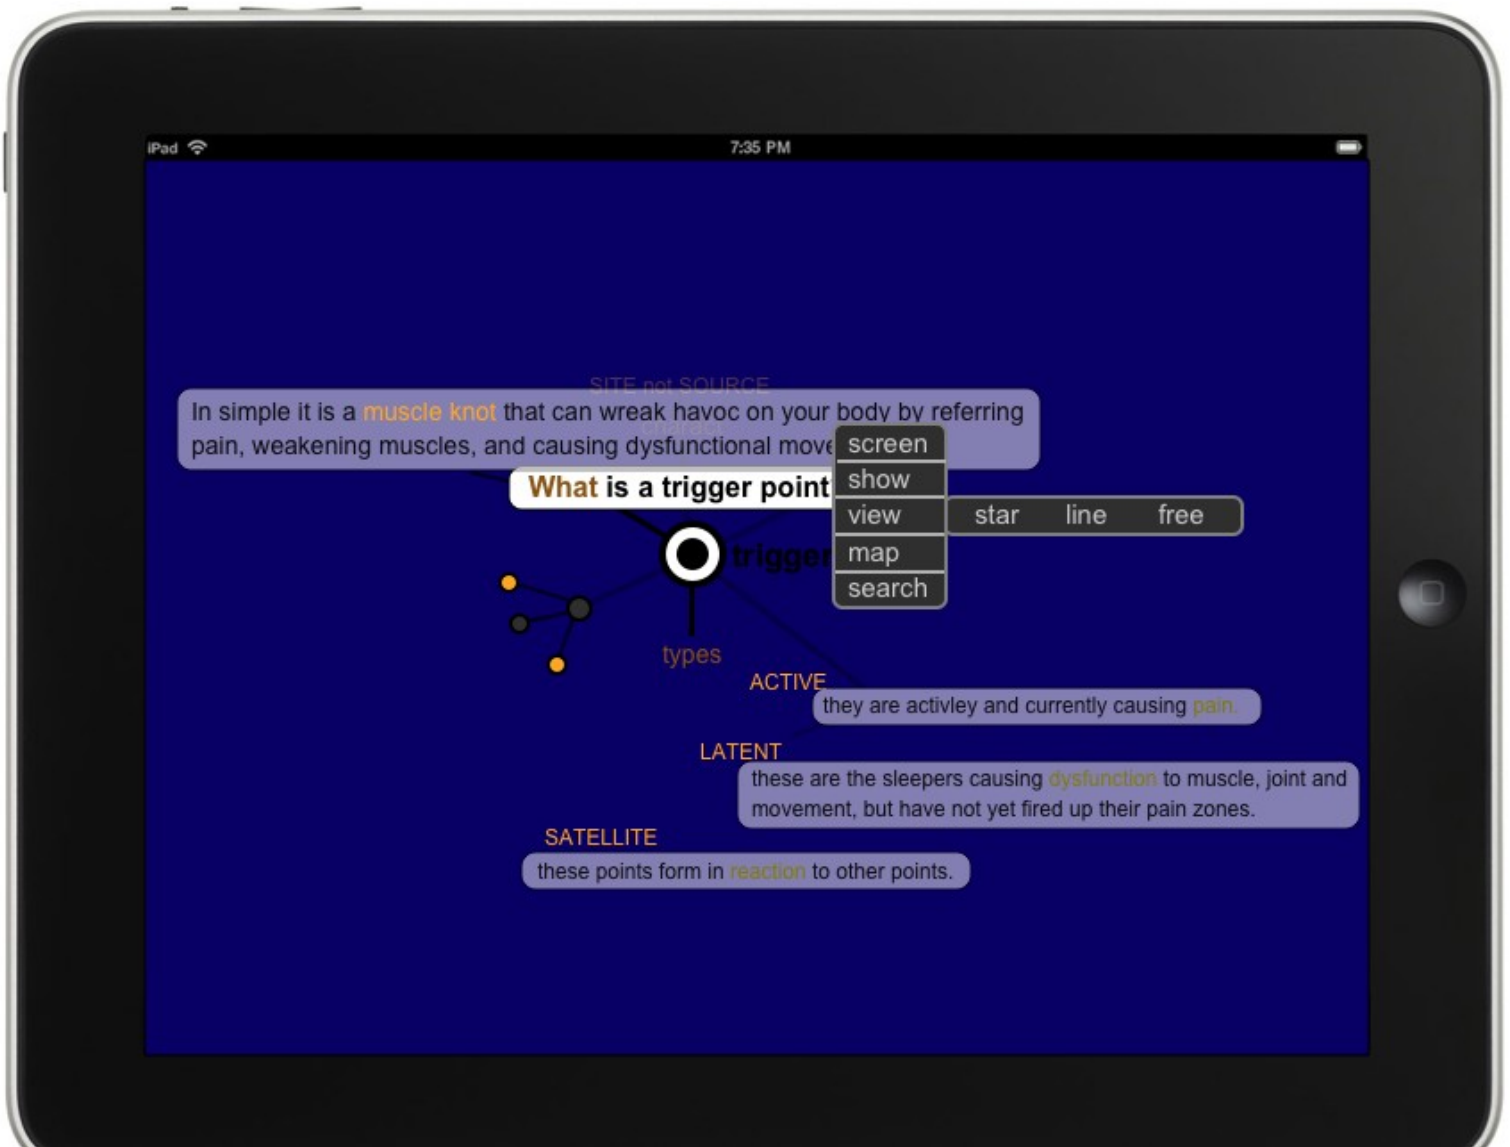 iPad
7:35 PM
SITE not SOURCE
In simple it is a muscle knot that can wreak havoc on your body by referring
charact
pain, weakening muscles, and causing dysfunctional move
screen
What is a trigger point
show
view
star line free
trigger
map
search
types
ACTIVE
they are activley and currently causing pain.
LATENT
these are the sleepers causing dysfunction to muscle, joint and
movement, but have not yet fired up their pain zones.
SATELLITE
these points form in reaction to other points.